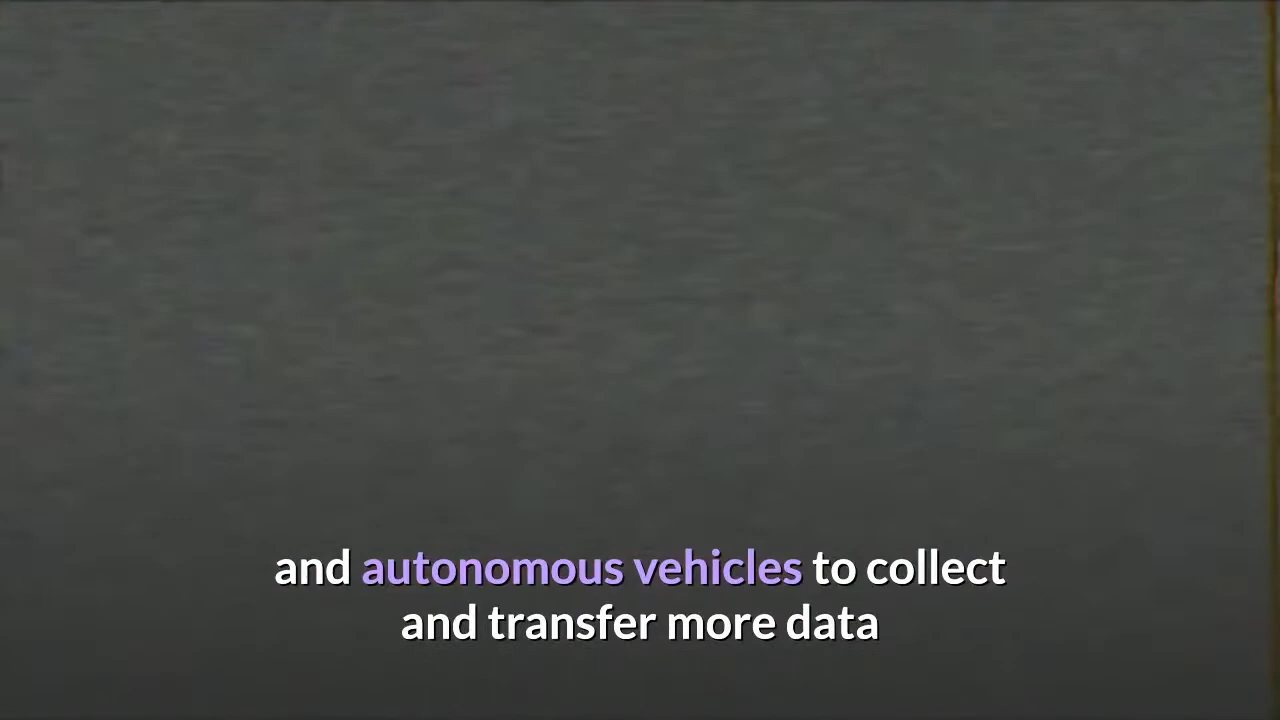 and autonomous vehicles to collect
and transfer more data